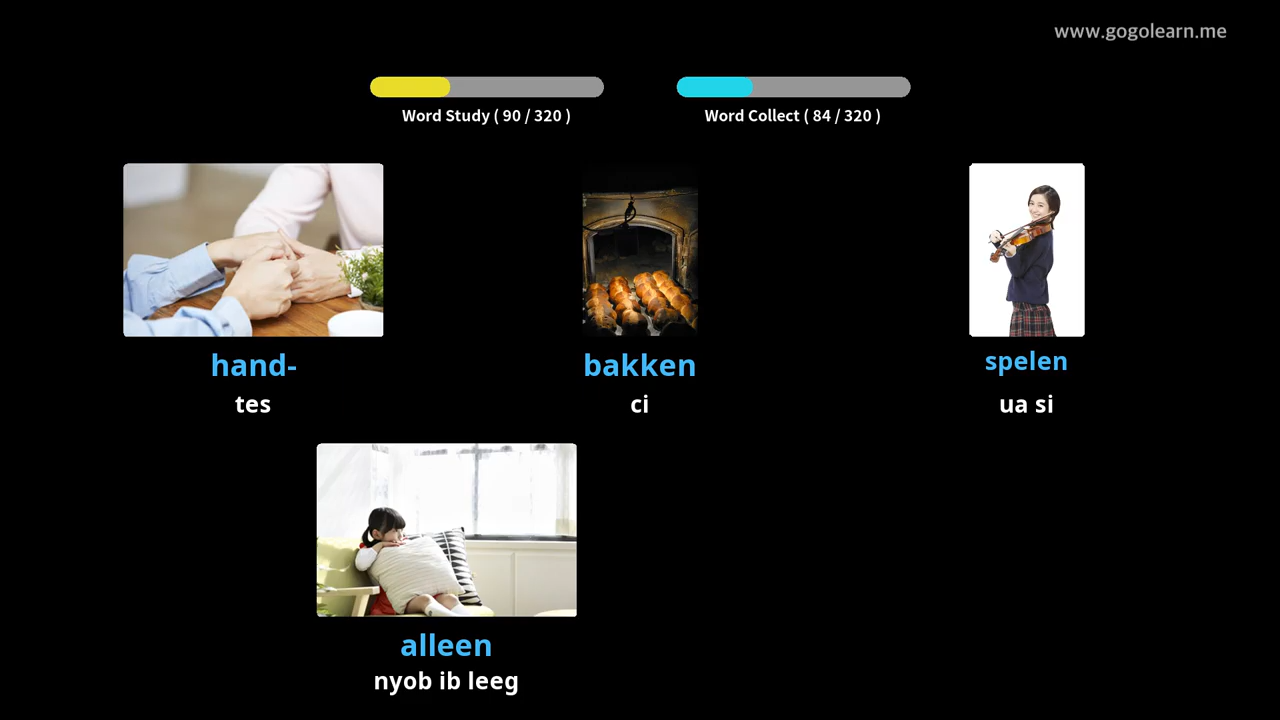 www.gogolearn.me
Word Study ( 90 / 320 )
Word Collect ( 84 / 320 )
hand-
tes
bakken
ci
spelen
ua si
alleen
nyob ib leeg